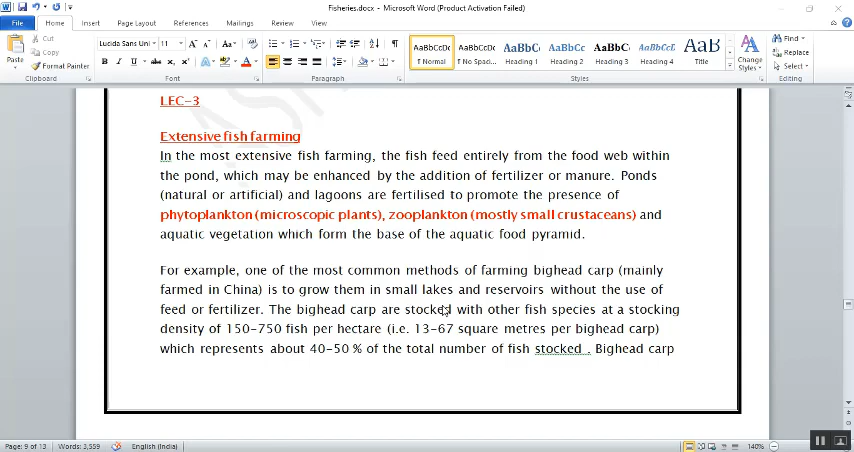 Fisheries.docx - Microsoft Word (Product Activation Failed)
File Home Insert Page Layout References Mailings Review View
Paste
Cut
Copy
Format Painter
Clipboard
Lucida Sans Uni 11
B I U abc x₂ x²
Font
Paragraph
AaBbCcDc AaBbCcDc AaBbC AaBbCc AaBbCc AaBbCcL AaB
¶ Normal ¶ No Spaci... Heading 1 Heading 2 Heading 3 Heading 4 Title
Styles
Change
Styles
Find
Replace
Select
Editing
LEC-3
Extensive fish farming
In the most extensive fish farming, the fish feed entirely from the food web within
the pond, which may be enhanced by the addition of fertilizer or manure. Ponds
(natural or artificial) and lagoons are fertilised to promote the presence of
phytoplankton (microscopic plants), zooplankton (mostly small crustaceans) and
aquatic vegetation which form the base of the aquatic food pyramid.
For example, one of the most common methods of farming bighead carp (mainly
farmed in China) is to grow them in small lakes and reservoirs without the use of
feed or fertilizer. The bighead carp are stocked with other fish species at a stocking
density of 150-750 fish per hectare (i.e. 13-67 square metres per bighead carp)
which represents about 40-50 % of the total number of fish stocked . Bighead carp
Page: 9 of 13 Words: 3,559 English (India) 140%